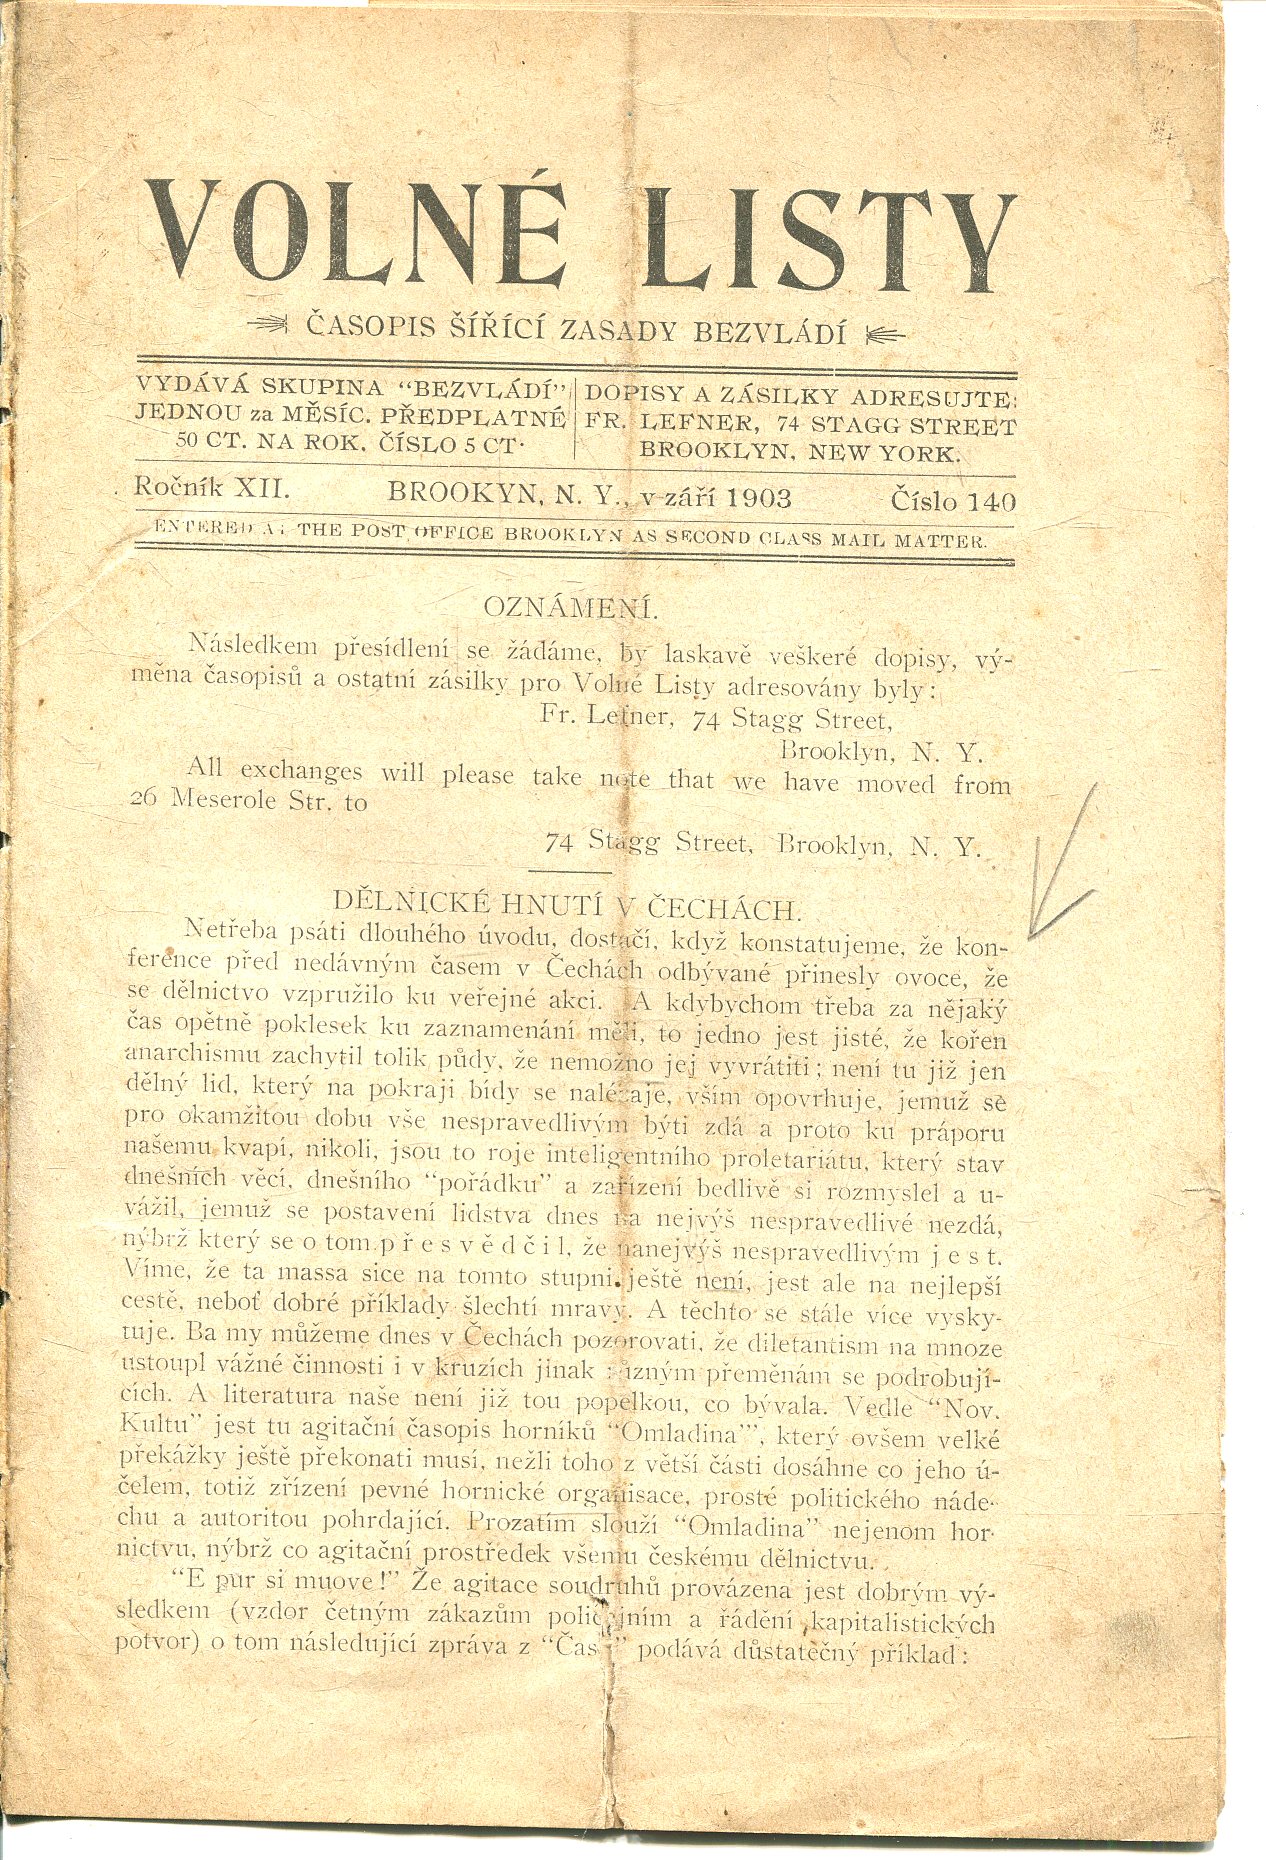 VOLNÉ LISTY
ČASOPIS ŠÍŘÍCÍ ZASADY BEZVLÁDÍ
VYDÁVÁ SKUPINA “BEZVLÁDÍ”
JEDNOU za MĚSÍC. PŘEDPLATNÉ
50 CT. NA ROK. ČÍSLO 5 CT.
DOPISY A ZÁSILKY ADRESUJTE:
FR. LEFNER, 74 STAGG STREET
BROOKLYN, NEW YORK.
Ročník XII. BROOKYN, N. Y., v září 1903 Číslo 140
ENTERED AT THE POST OFFICE BROOKLYN AS SECOND CLASS MAIL MATTER.
OZNÁMENÍ.
Následkem přesídlení se žádáme, by laskavě veškeré dopisy, vý-
měna časopisů a ostatní zásilky pro Volné Listy adresovány byly:
Fr. Lefner, 74 Stagg Street,
Brooklyn, N. Y.
All exchanges will please take note that we have moved from
26 Meserole Str. to
74 Stagg Street, Brooklyn, N. Y.
DĚLNICKÉ HNUTÍ V ČECHÁCH.
Netřeba psáti dlouhého úvodu, dostačí, když konstatujeme, že kon-
ference před nedávným časem v Čechách odbývané přinesly ovoce, že
se dělnictvo vzpružilo ku veřejné akci. A kdybychom třeba za nějaký
čas opětně poklesek ku zaznamenání měli, to jedno jest jisté, že kořen
anarchismu zachytil tolik půdy, že nemožno jej vyvrátiti; není tu již jen
dělný lid, který na pokraji bídy se nalézaje, vším opovrhuje, jemuž se
pro okamžitou dobu vše nespravedlivým býti zdá a proto ku práporu
našemu kvapí, nikoli, jsou to roje inteligentního proletariátu, který stav
dnešních věcí, dnešního “pořádku” a zařízení bedlivě si rozmyslel a u-
vážil, jemuž se postavení lidstva dnes na nejvýš nespravedlivé nezdá,
nýbrž který se o tom p ř e s v ě d č i l, že nanejvýš nespravedlivým j e s t.
Víme, že ta massa sice na tomto stupni ještě není, jest ale na nejlepší
cestě, neboť dobré příklady šlechtí mravy. A těchto se stále více vysky-
tuje. Ba my můžeme dnes v Čechách pozorovati, že diletantism na mnoze
ustoupl vážné činnosti i v kruzích jinak různým přeměnám se podrobují-
cích. A literatura naše není již tou popelkou, co bývala. Vedle “Nov.
Kultu” jest tu agitační časopis horníků “Omladina”, který ovšem velké
překážky ještě překonati musí, nežli toho z větší části dosáhne co jeho ú-
čelem, totiž zřízení pevné hornické organisace, prosté politického náde-
chu a autoritou pohrdající. Prozatím slouží “Omladina” nejenom hor-
nictvu, nýbrž co agitační prostředek všemu českému dělnictvu.
“E pur si muove!” Že agitace soudruhů provázena jest dobrým vý-
sledkem (vzdor četným zákazům policejním a řádění kapitalistických
potvor) o tom následující zpráva z “Čas ” podává důstatečný příklad: